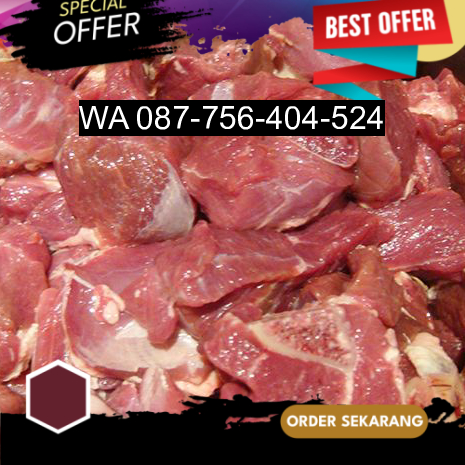 SPECIAL
OFFER
BEST OFFER
WA 087-756-404-524
ORDER SEKARANG